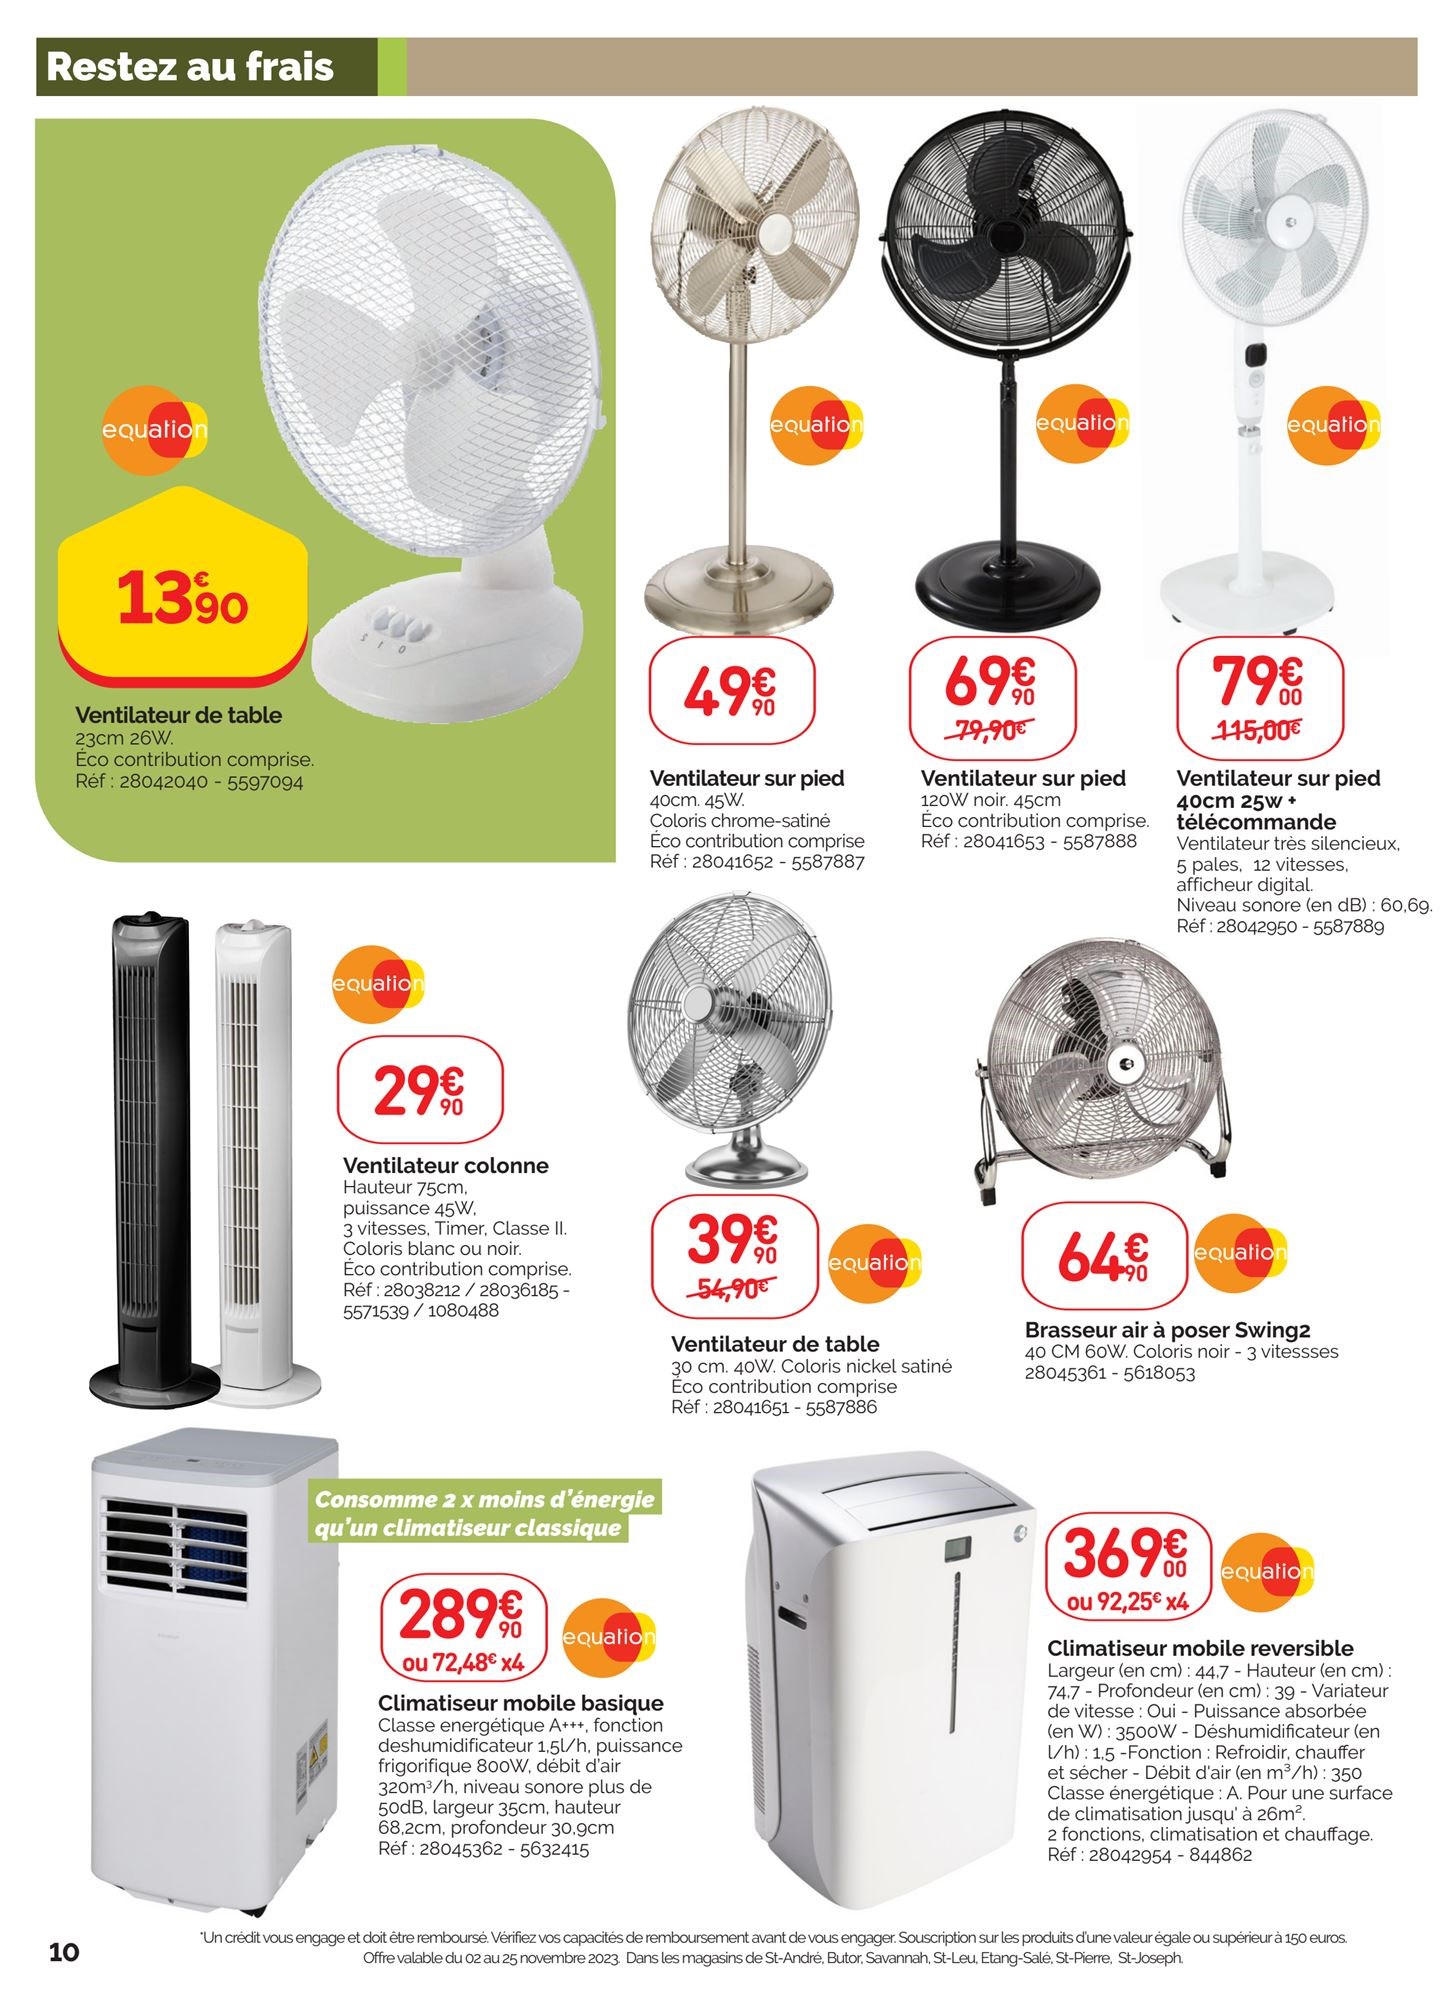 Restez au frais
equation
13€90
Ventilateur de table
23cm 26W.
Éco contribution comprise.
Réf : 28042040 - 5597094
S I O
equation
49€90
Ventilateur sur pied
40cm. 45W.
Coloris chrome-satiné
Éco contribution comprise
Réf : 28041652 - 5587887
equation
69€90
79,90€
Ventilateur sur pied
120W noir. 45cm
Éco contribution comprise.
Réf : 28041653 - 5587888
equation
79€00
115,00€
Ventilateur sur pied
40cm 25w +
télécommande
Ventilateur très silencieux,
5 pales, 12 vitesses,
afficheur digital.
Niveau sonore (en dB) : 60,69.
Réf : 28042950 - 5587889
equation
29€90
Ventilateur colonne
Hauteur 75cm,
puissance 45W,
3 vitesses, Timer, Classe II.
Coloris blanc ou noir.
Éco contribution comprise.
Réf : 28038212 / 28036185 -
5571539 / 1080488
39€90
54,90€
equation
Ventilateur de table
30 cm. 40W. Coloris nickel satiné
Éco contribution comprise
Réf : 28041651 - 5587886
64€90
equation
Brasseur air à poser Swing2
40 CM 60W. Coloris noir - 3 vitessses
28045361 - 5618053
Consomme 2 x moins d'énergie
qu'un climatiseur classique
289€90
ou 72,48€ x4
equation
Climatiseur mobile basique
Classe energétique A+++, fonction
deshumidificateur 1,5l/h, puissance
frigorifique 800W, débit d'air
320m³/h, niveau sonore plus de
50dB, largeur 35cm, hauteur
68,2cm, profondeur 30,9cm
Réf : 28045362 - 5632415
369€00
ou 92,25€ x4
equation
Climatiseur mobile reversible
Largeur (en cm) : 44,7 - Hauteur (en cm) :
74,7 - Profondeur (en cm) : 39 - Variateur
de vitesse : Oui - Puissance absorbée
(en W) : 3500W - Déshumidificateur (en
l/h) : 1,5 -Fonction : Refroidir, chauffer
et sécher - Débit d'air (en m³/h) : 350
Classe énergétique : A. Pour une surface
de climatisation jusqu' à 26m².
2 fonctions, climatisation et chauffage.
Réf : 28042954 - 844862
10
*Un crédit vous engage et doit être remboursé. Vérifiez vos capacités de remboursement avant de vous engager. Souscription sur les produits d'une valeur égale ou supérieur à 150 euros.
Offre valable du 02 au 25 novembre 2023. Dans les magasins de St-André, Butor, Savannah, St-Leu, Etang-Salé, St-Pierre, St-Joseph.